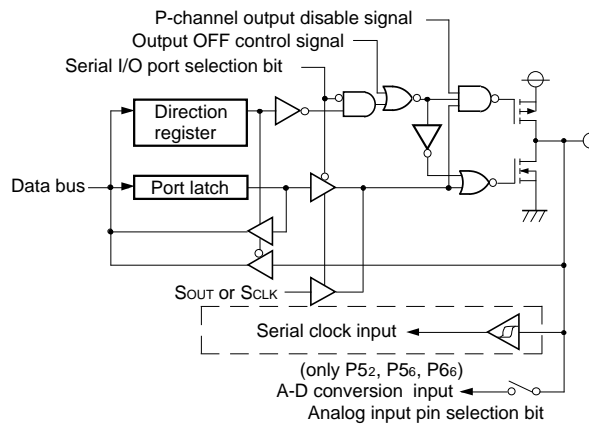 P-channel output disable signal
Output OFF control signal
Serial I/O port selection bit
Direction
register
Data bus
Port latch
SOUT or SCLK
Serial clock input
(only P52, P56, P66)
A-D conversion input
Analog input pin selection bit